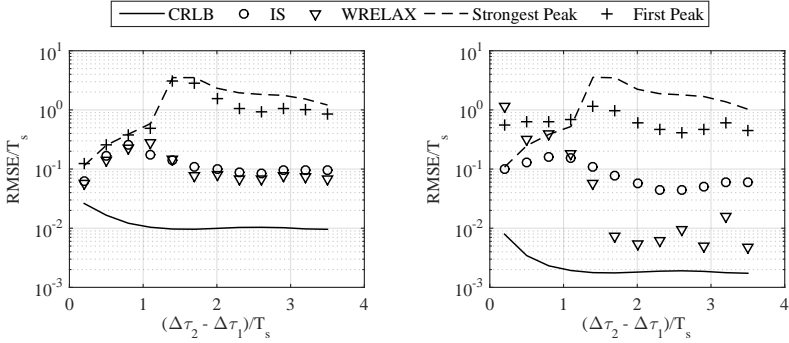 CRLB IS WRELAX Strongest Peak First Peak
10^1
10^0
10^-1
10^-2
10^-3
RMSE/T_s
0 1 2 3 4
(Δτ_2 - Δτ_1)/T_s
10^1
10^0
10^-1
10^-2
10^-3
RMSE/T_s
0 1 2 3 4
(Δτ_2 - Δτ_1)/T_s